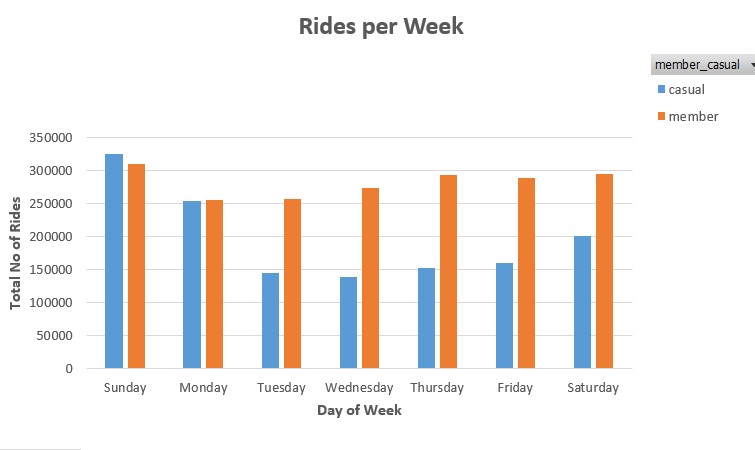 Rides per Week
member_casual
casual
member
350000
300000
250000
200000
150000
100000
50000
0
Total No of Rides
Sunday Monday Tuesday Wednesday Thursday Friday Saturday
Day of Week